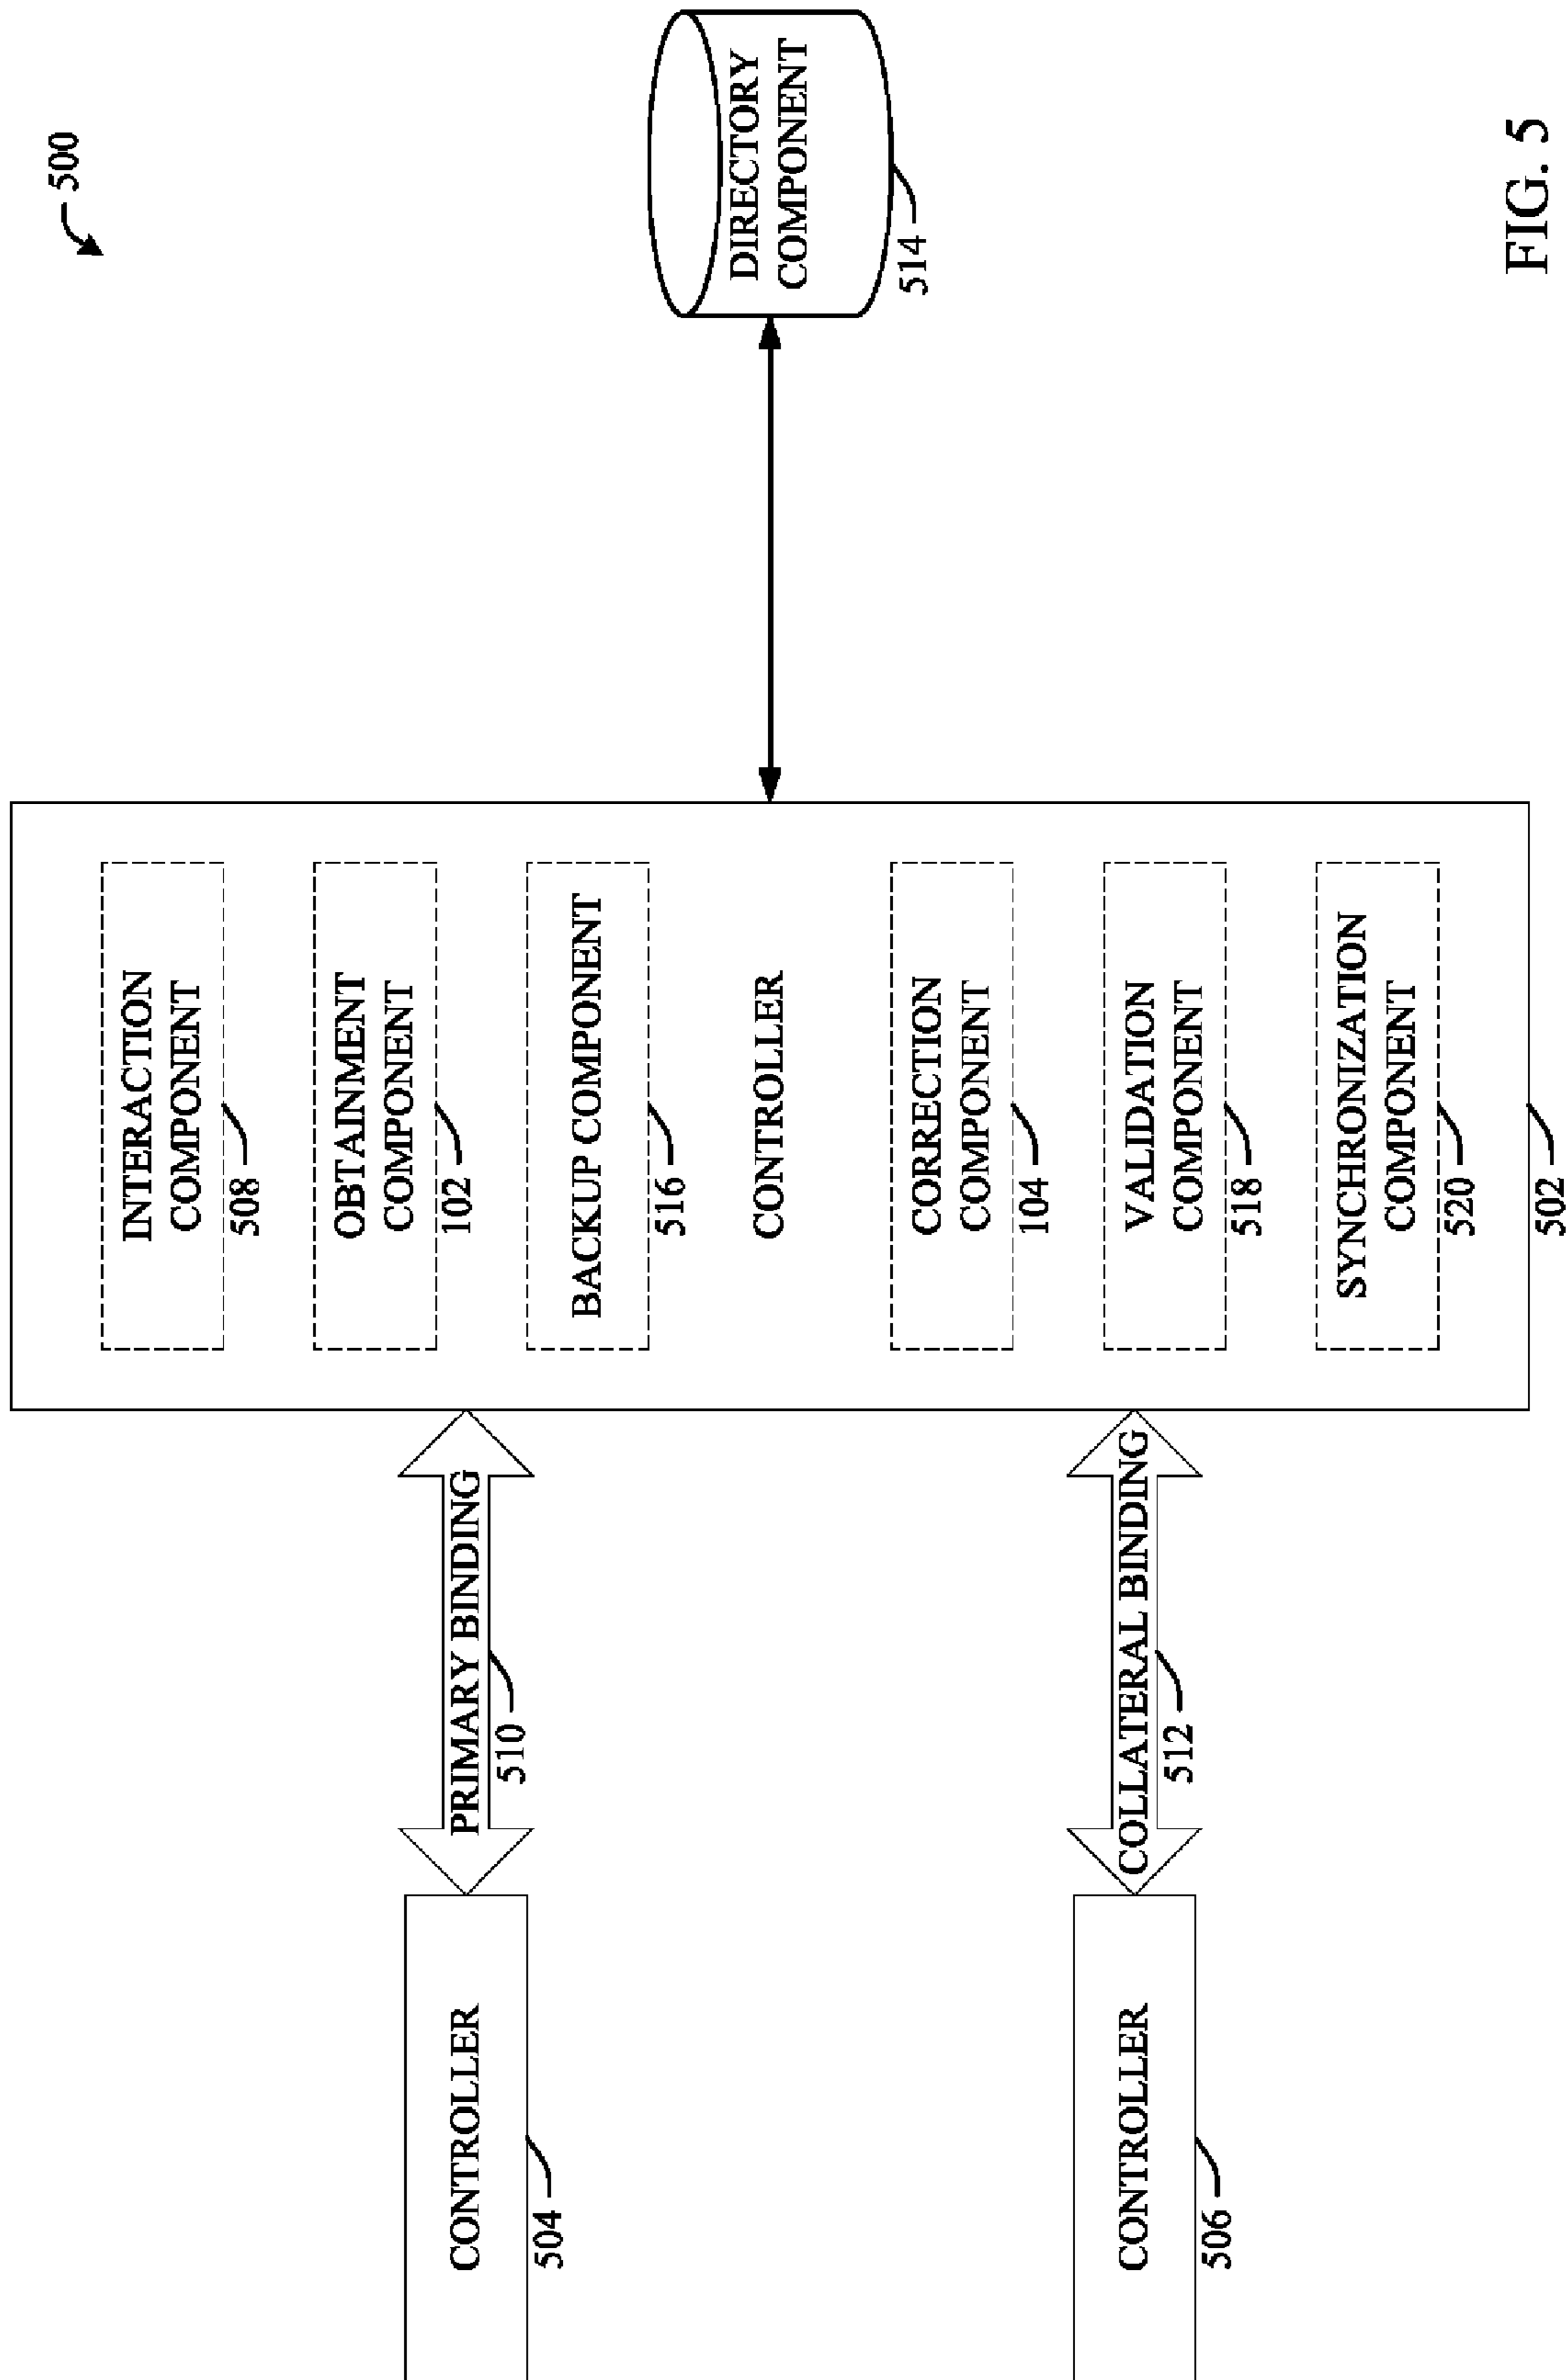 500
CONTROLLER
504
PRIMARY BINDING
510
INTERACTION
COMPONENT
508
OBTAINMENT
COMPONENT
102
BACKUP COMPONENT
516
CONTROLLER
CORRECTION
COMPONENT
104
VALIDATION
COMPONENT
518
SYNCHRONIZATION
COMPONENT
520
502
DIRECTORY
COMPONENT
514
CONTROLLER
506
COLLATERAL BINDING
512
FIG. 5